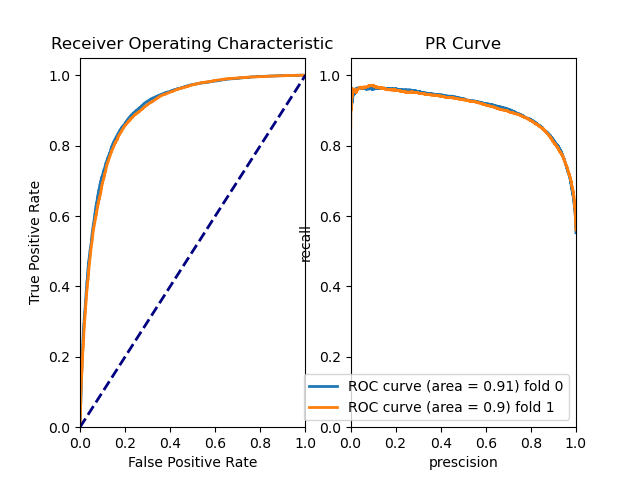 Receiver Operating Characteristic
PR Curve
1.0
0.8
0.6
0.4
0.2
0.0
True Positive Rate
0.0 0.2 0.4 0.6 0.8 1.0
False Positive Rate
1.0
0.8
0.6
0.4
0.2
0.0
recall
0.0 0.2 0.4 0.6 0.8 1.0
prescision
ROC curve (area = 0.91) fold 0
ROC curve (area = 0.9) fold 1